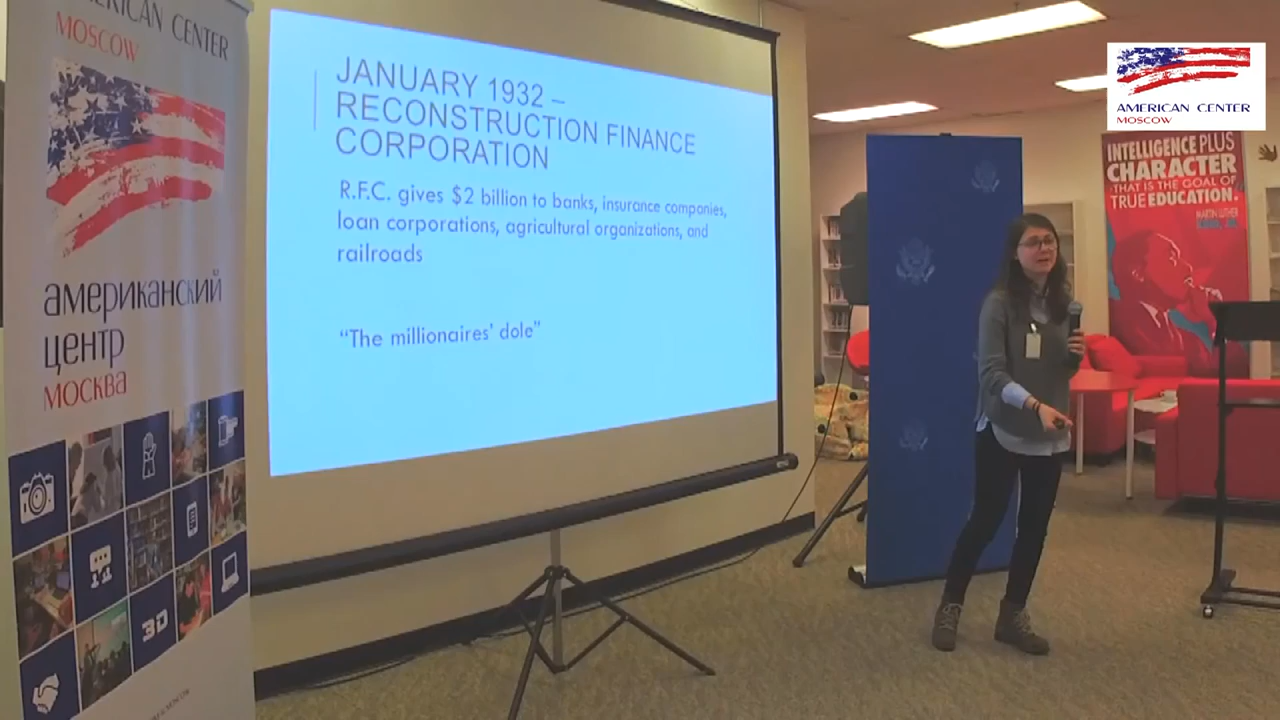 AMERICAN CENTER
MOSCOW
американский
центр
москва
3D
JANUARY 1932 –
RECONSTRUCTION FINANCE
CORPORATION
R.F.C. gives $2 billion to banks, insurance companies,
loan corporations, agricultural organizations, and
railroads
“The millionaires’ dole”
AMERICAN CENTER
MOSCOW
INTELLIGENCE PLUS
CHARACTER
-THAT IS THE GOAL OF
TRUE EDUCATION.
MARTIN LUTHER
KING, JR.